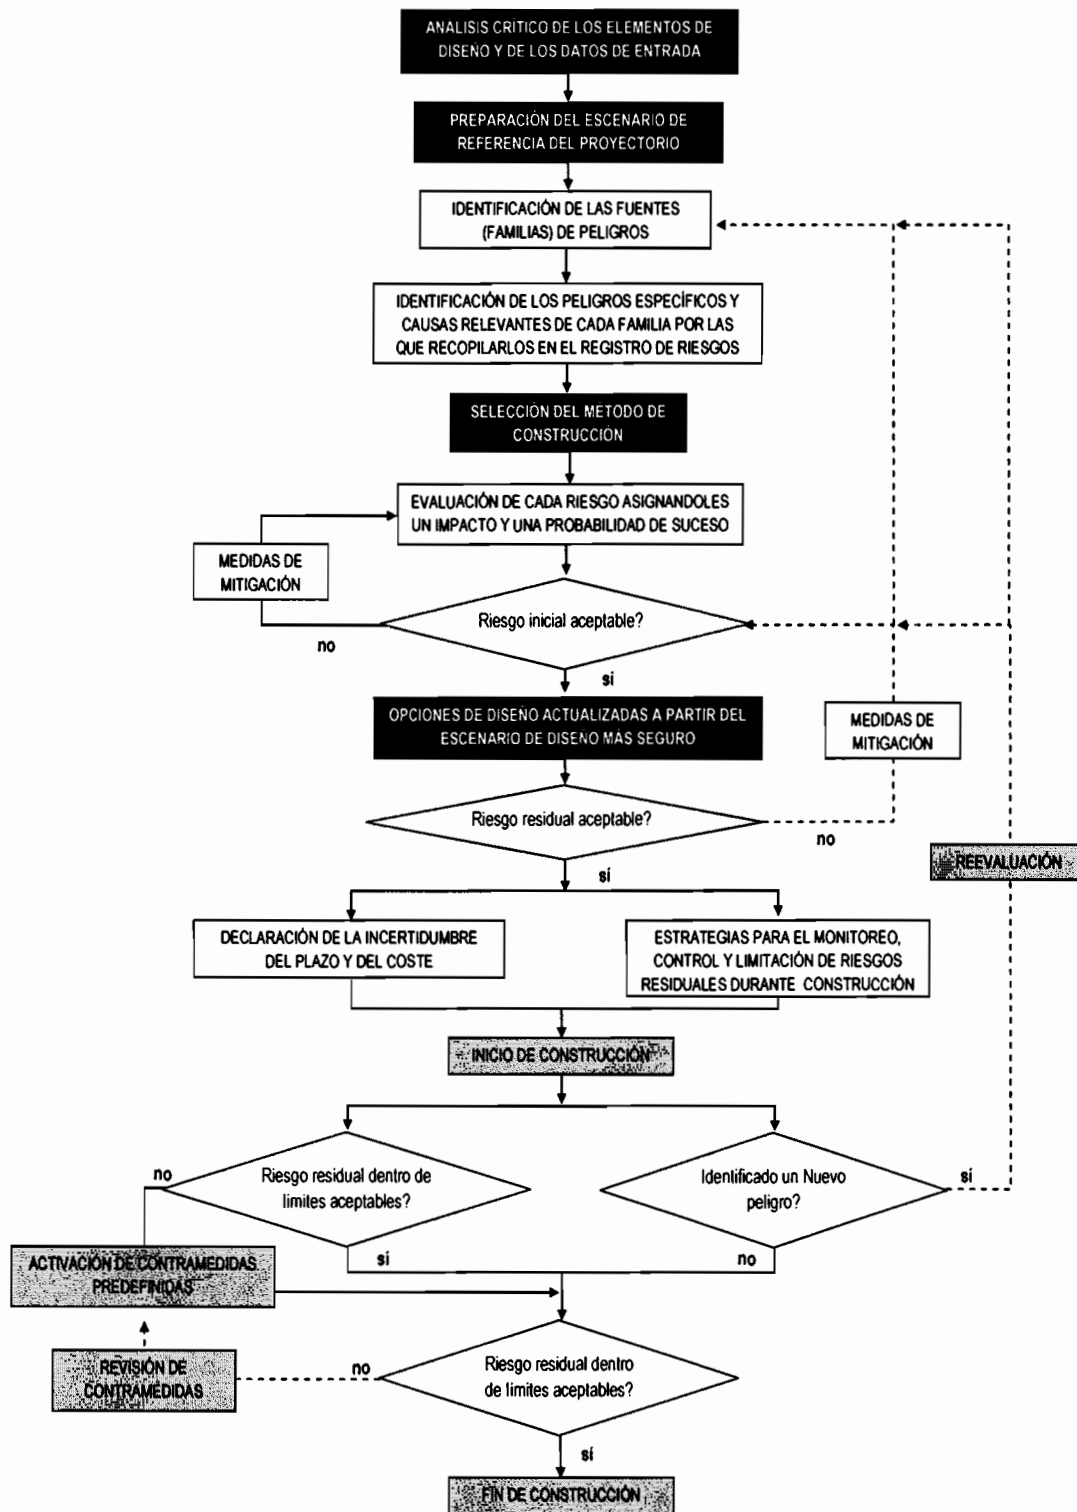 ANALISIS CRÍTICO DE LOS ELEMENTOS DE
DISEÑO Y DE LOS DATOS DE ENTRADA
PREPARACIÓN DEL ESCENARIO DE
REFERENCIA DEL PROYECTORIO
IDENTIFICACIÓN DE LAS FUENTES
(FAMILIAS) DE PELIGROS
IDENTIFICACIÓN DE LOS PELIGROS ESPECÍFICOS Y
CAUSAS RELEVANTES DE CADA FAMILIA POR LAS
QUE RECOPILARLOS EN EL REGISTRO DE RIESGOS
SELECCIÓN DEL MÉTODO DE
CONSTRUCCIÓN
EVALUACIÓN DE CADA RIESGO ASIGNANDOLES
UN IMPACTO Y UNA PROBABILIDAD DE SUCESO
MEDIDAS DE
MITIGACIÓN
Riesgo inicial aceptable?
no
sí
OPCIONES DE DISEÑO ACTUALIZADAS A PARTIR DEL
ESCENARIO DE DISEÑO MÁS SEGURO
MEDIDAS DE
MITIGACIÓN
Riesgo residual aceptable?
no
sí
REEVALUACIÓN
DECLARACIÓN DE LA INCERTIDUMBRE
DEL PLAZO Y DEL COSTE
ESTRATEGIAS PARA EL MONITOREO,
CONTROL Y LIMITACIÓN DE RIESGOS
RESIDUALES DURANTE CONSTRUCCIÓN
INICIO DE CONSTRUCCIÓN
no
Riesgo residual dentro de
limites aceptables?
sí
Identificado un Nuevo
peligro?
sí
no
ACTIVACIÓN DE CONTRAMEDIDAS
PREDEFINIDAS
REVISIÓN DE
CONTRAMEDIDAS
no
Riesgo residual dentro
de límites aceptables?
sí
FIN DE CONSTRUCCIÓN